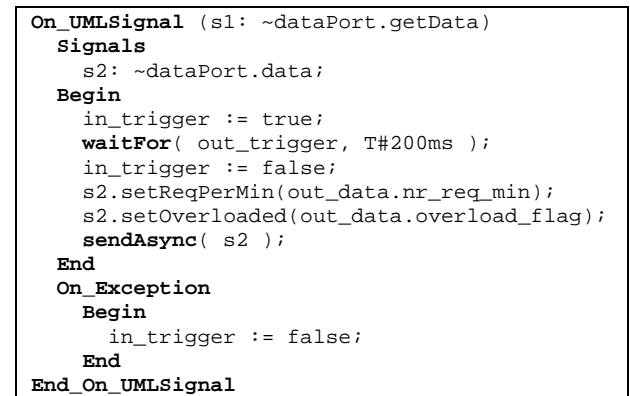 On_UMLSignal (s1: ~dataPort.getData)
Signals
s2: ~dataPort.data;
Begin
in_trigger := true;
waitFor( out_trigger, T#200ms );
in_trigger := false;
s2.setReqPerMin(out_data.nr_req_min);
s2.setOverloaded(out_data.overload_flag);
sendAsync( s2 );
End
On_Exception
Begin
in_trigger := false;
End
End_On_UMLSignal